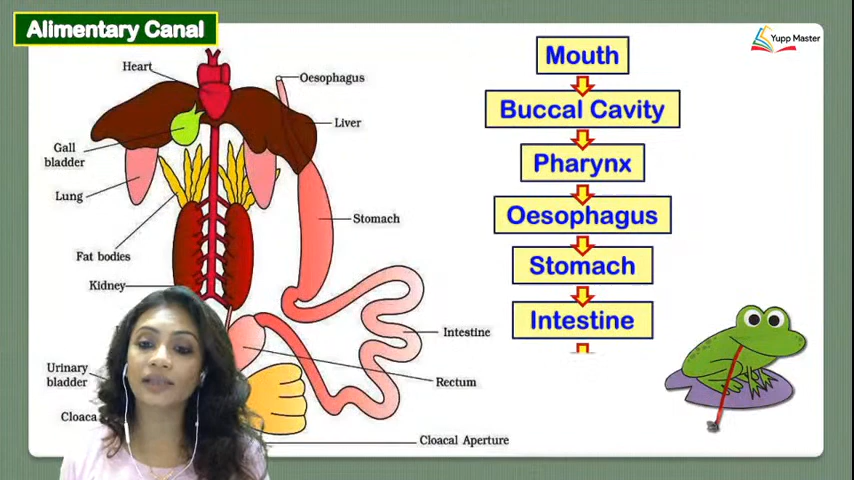 Alimentary Canal
Yupp Master
Heart
Oesophagus
Liver
Gall
bladder
Lung
Stomach
Fat bodies
Kidney
Intestine
Urinary
bladder
Rectum
Cloaca
Cloacal Aperture
Mouth
Buccal Cavity
Pharynx
Oesophagus
Stomach
Intestine